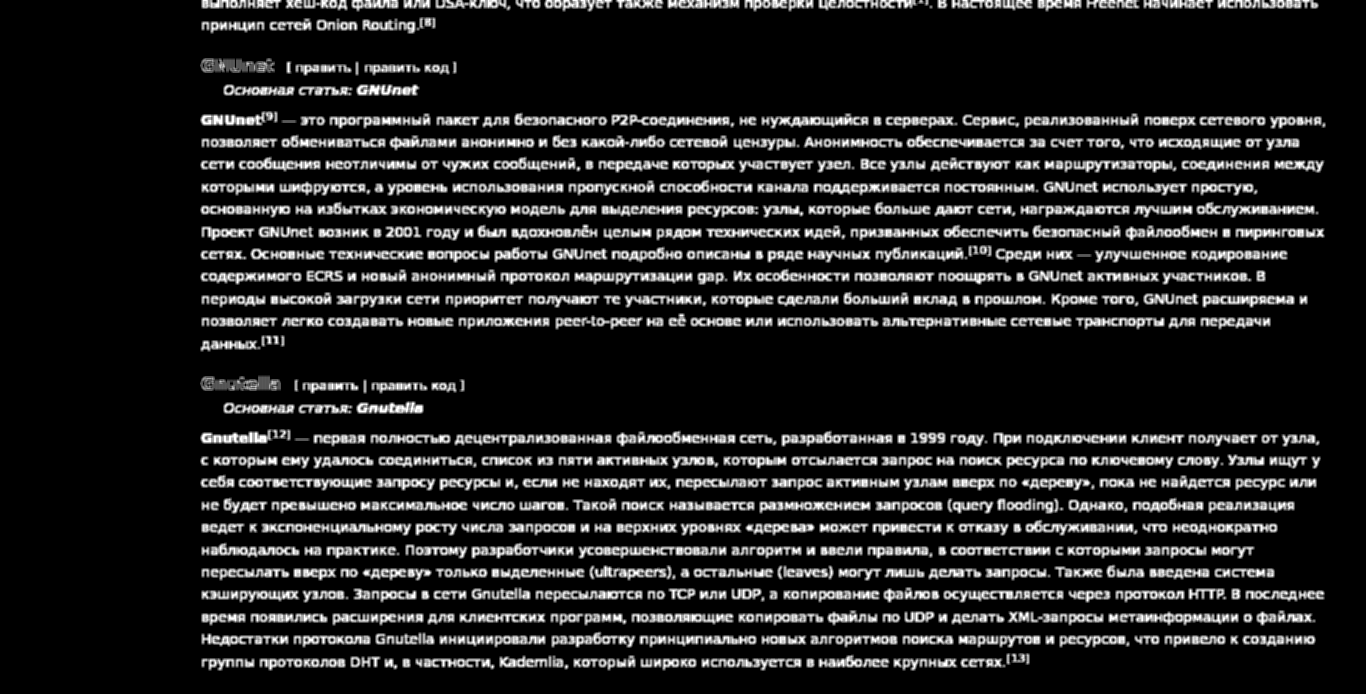 выполняет хеш-код файла или DSA-ключ, что образует также механизм проверки целостности[7]. В настоящее время Freenet начинает использовать
принцип сетей Onion Routing.[8]
GNUnet [ править | править код ]
Основная статья: GNUnet
GNUnet[9] — это программный пакет для безопасного P2P-соединения, не нуждающийся в серверах. Сервис, реализованный поверх сетевого уровня,
позволяет обмениваться файлами анонимно и без какой-либо сетевой цензуры. Анонимность обеспечивается за счет того, что исходящие от узла
сети сообщения неотличимы от чужих сообщений, в передаче которых участвует узел. Все узлы действуют как маршрутизаторы, соединения между
которыми шифруются, а уровень использования пропускной способности канала поддерживается постоянным. GNUnet использует простую,
основанную на избытках экономическую модель для выделения ресурсов: узлы, которые больше дают сети, награждаются лучшим обслуживанием.
Проект GNUnet возник в 2001 году и был вдохновлён целым рядом технических идей, призванных обеспечить безопасный файлообмен в пиринговых
сетях. Основные технические вопросы работы GNUnet подробно описаны в ряде научных публикаций.[10] Среди них — улучшенное кодирование
содержимого ECRS и новый анонимный протокол маршрутизации gap. Их особенности позволяют поощрять в GNUnet активных участников. В
периоды высокой загрузки сети приоритет получают те участники, которые сделали больший вклад в прошлом. Кроме того, GNUnet расширяема и
позволяет легко создавать новые приложения peer-to-peer на её основе или использовать альтернативные сетевые транспорты для передачи
данных.[11]
Gnutella [ править | править код ]
Основная статья: Gnutella
Gnutella[12] — первая полностью децентрализованная файлообменная сеть, разработанная в 1999 году. При подключении клиент получает от узла,
с которым ему удалось соединиться, список из пяти активных узлов, которым отсылается запрос на поиск ресурса по ключевому слову. Узлы ищут у
себя соответствующие запросу ресурсы и, если не находят их, пересылают запрос активным узлам вверх по «дереву», пока не найдется ресурс или
не будет превышено максимальное число шагов. Такой поиск называется размножением запросов (query flooding). Однако, подобная реализация
ведет к экспоненциальному росту числа запросов и на верхних уровнях «дерева» может привести к отказу в обслуживании, что неоднократно
наблюдалось на практике. Поэтому разработчики усовершенствовали алгоритм и ввели правила, в соответствии с которыми запросы могут
пересылать вверх по «дереву» только выделенные (ultrapeers), а остальные (leaves) могут лишь делать запросы. Также была введена система
кэширующих узлов. Запросы в сети Gnutella пересылаются по TCP или UDP, а копирование файлов осуществляется через протокол HTTP. В последнее
время появились расширения для клиентских программ, позволяющие копировать файлы по UDP и делать XML-запросы метаинформации о файлах.
Недостатки протокола Gnutella инициировали разработку принципиально новых алгоритмов поиска маршрутов и ресурсов, что привело к созданию
группы протоколов DHT и, в частности, Kademlia, который широко используется в наиболее крупных сетях.[13]